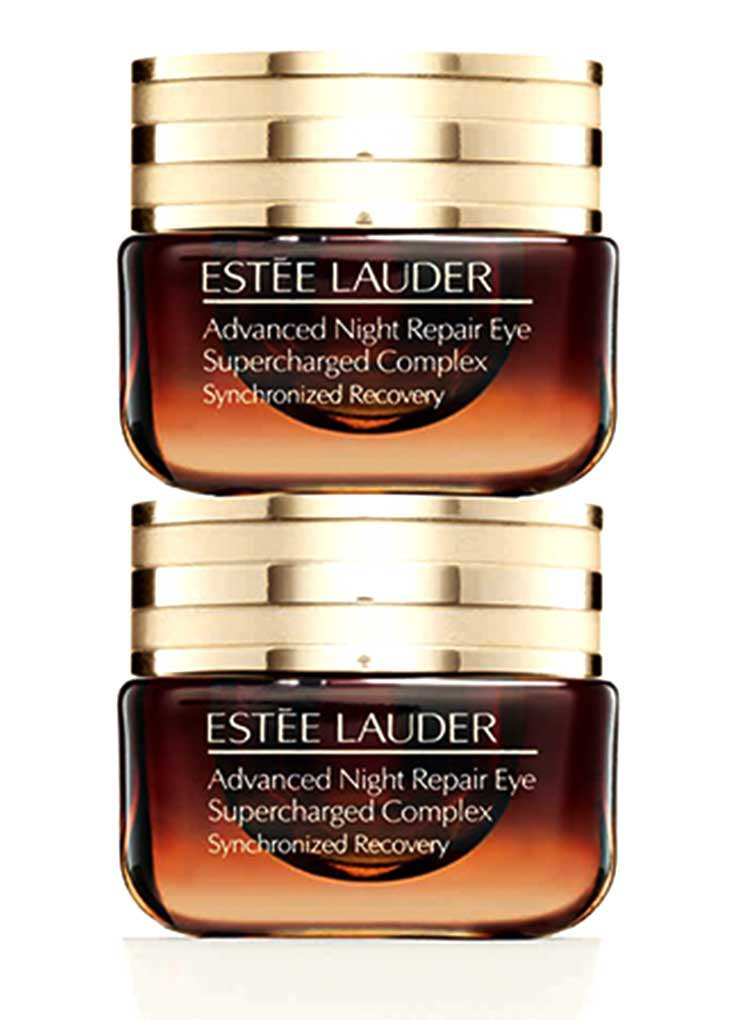 ESTĒE LAUDER
Advanced Night Repair Eye
Supercharged Complex
Synchronized Recovery
ESTĒE LAUDER
Advanced Night Repair Eye
Supercharged Complex
Synchronized Recovery